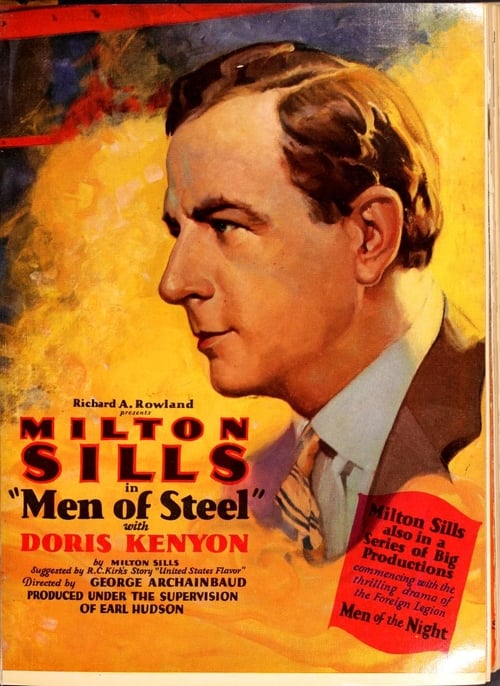 Richard A. Rowland
presents
MILTON
SILLS
in
"Men of Steel"
with
DORIS KENYON
by MILTON SILLS
Suggested by R.C. Kirk's Story "United States Flavor"
Directed by GEORGE ARCHAINBAUD
PRODUCED UNDER THE SUPERVISION
OF EARL HUDSON
Milton Sills
also in a
Series of Big
Productions
commencing with the
thrilling drama of
the Foreign Legion
Men of the Night